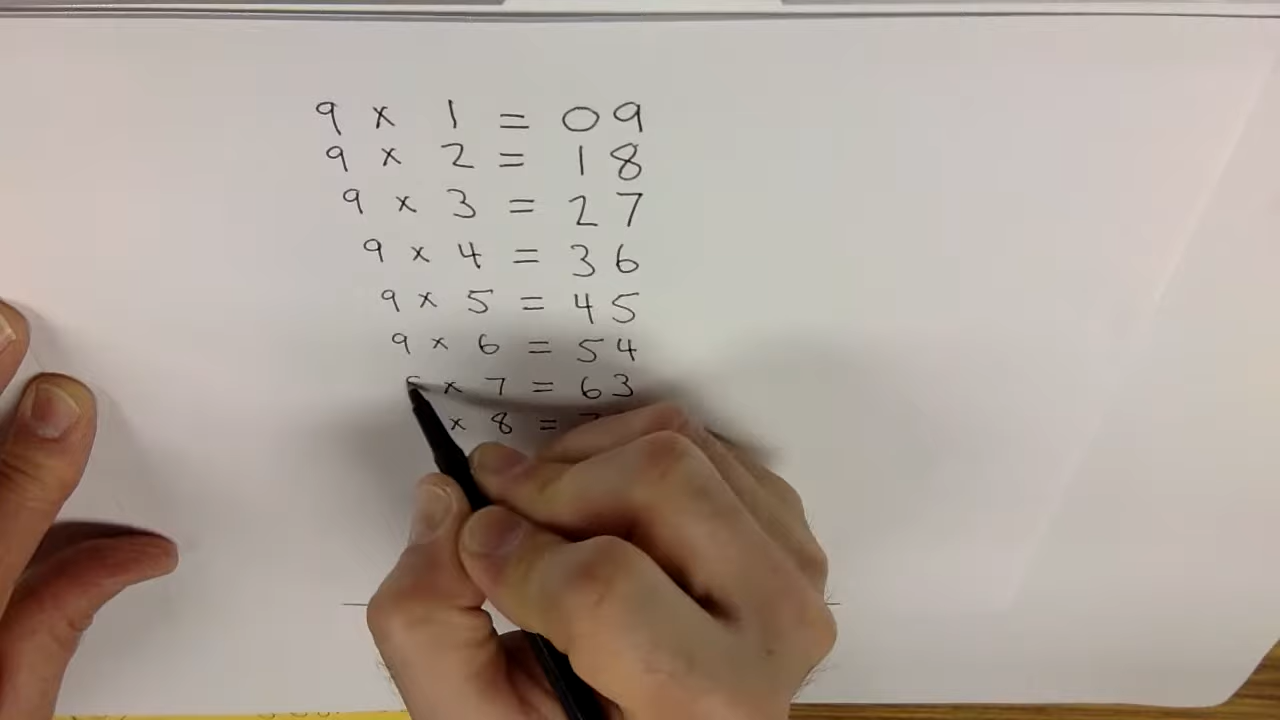 9 x 1 = 09
9 x 2 = 18
9 x 3 = 27
9 x 4 = 36
9 x 5 = 45
9 x 6 = 54
x 7 = 63
x 8 =